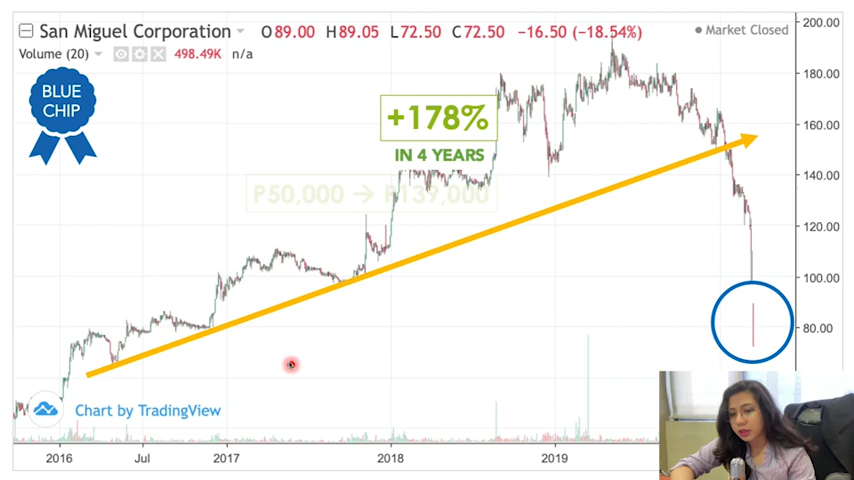 San Miguel Corporation O89.00 H89.05 L72.50 C72.50 −16.50 (−18.54%)
Market Closed
200.00
Volume (20) 498.49K n/a
BLUE
CHIP
180.00
+178%
160.00
IN 4 YEARS
140.00
P50,000 → P139,000
120.00
100.00
80.00
Chart by TradingView
2016 Jul 2017 2018 2019